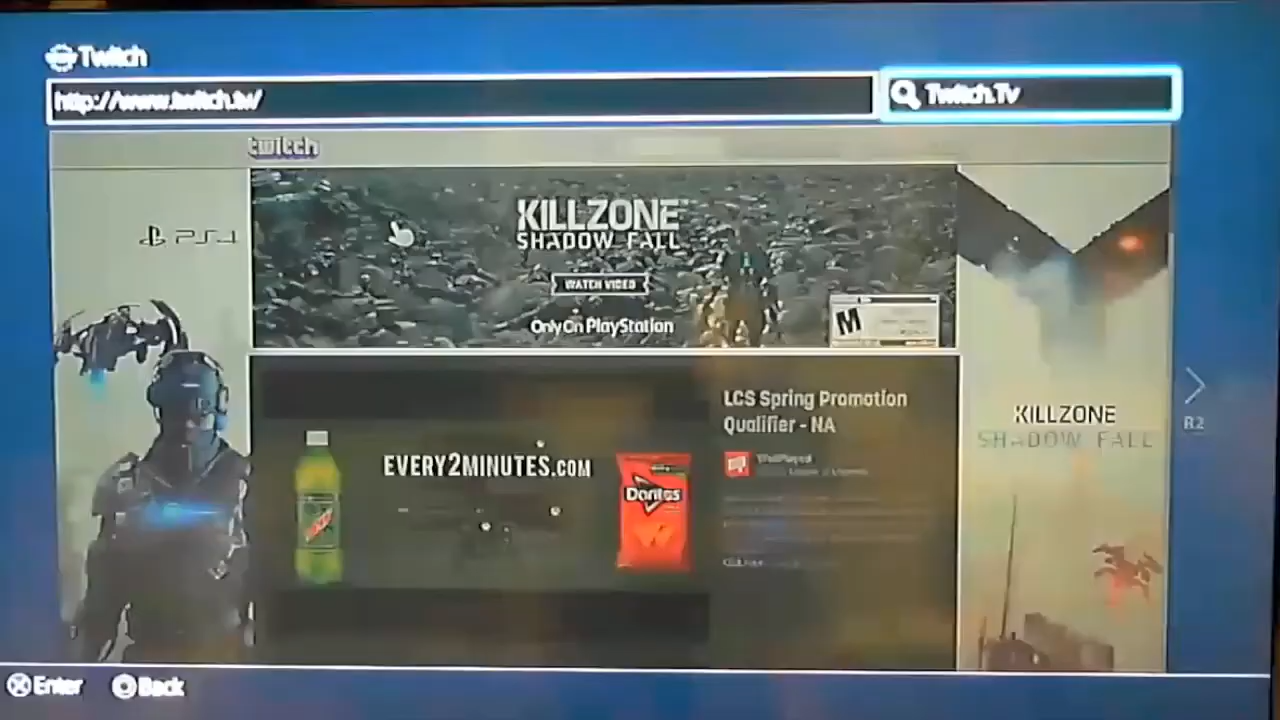 Twitch
http://www.twitch.tv/
Twitch.Tv
twitch
PS4
KILLZONE
SHADOW FALL
WATCH VIDEO
Only On PlayStation
M
LCS Spring Promotion
Qualifier - NA
EVERY2MINUTES.COM
Doritos
KILLZONE
SHADOW FALL
R2
Enter
Back